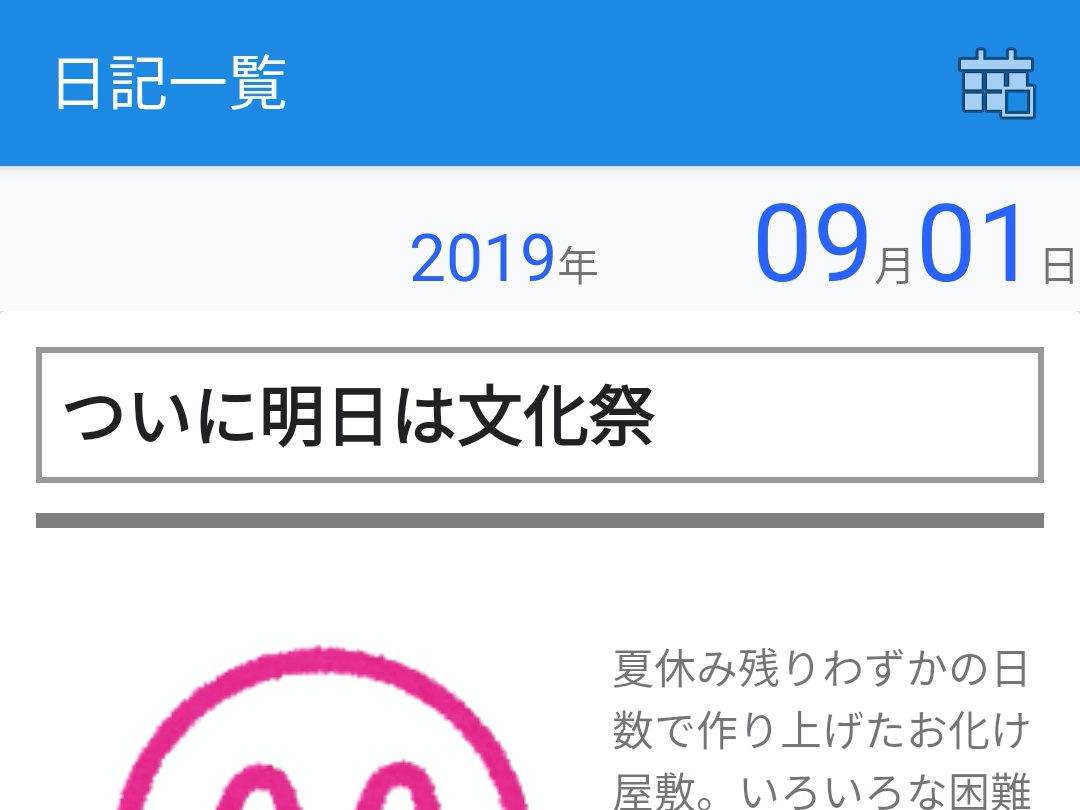 日記一覧
2019年 09月01日
ついに明日は文化祭
夏休み残りわずかの日
数で作り上げたお化け
屋敷。いろいろな困難